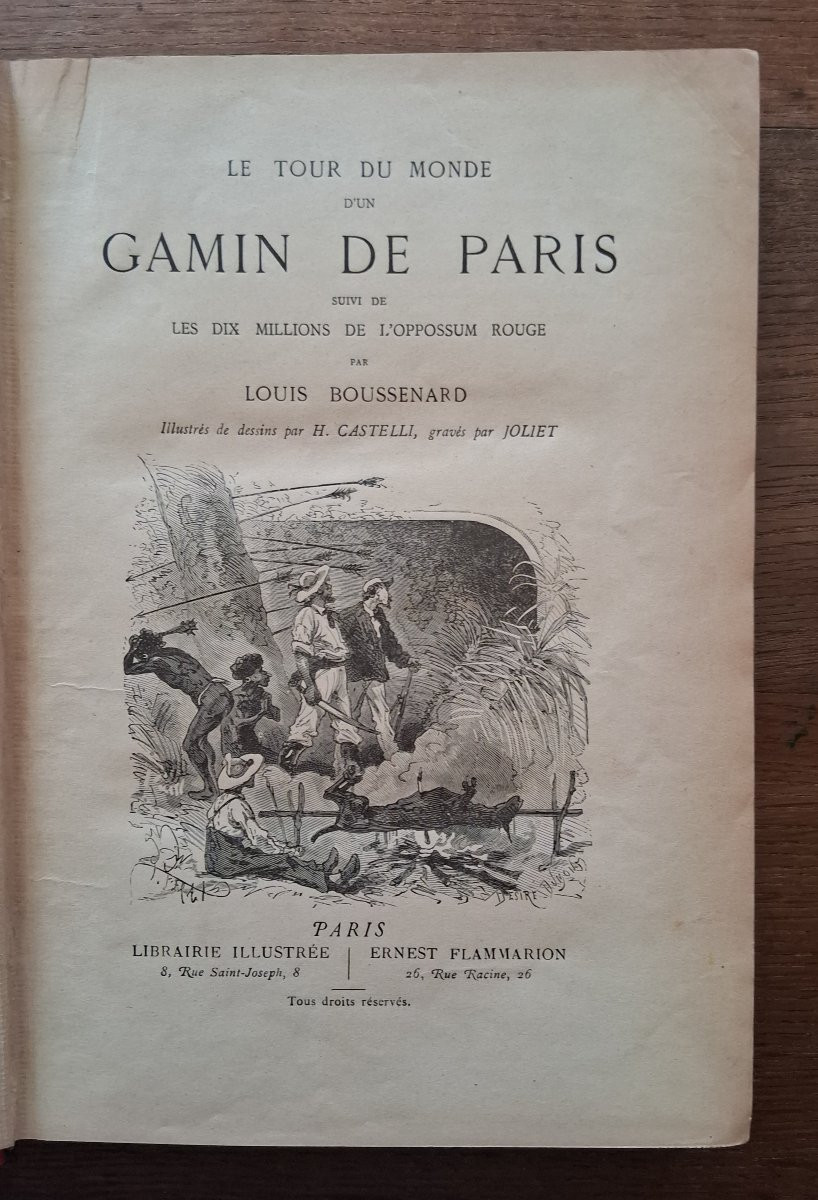 LE TOUR DU MONDE
D'UN
GAMIN DE PARIS
SUIVI DE
LES DIX MILLIONS DE L'OPPOSSUM ROUGE
PAR
LOUIS BOUSSENARD
Illustrés de dessins par H. CASTELLI, gravés par JOLIET
DESIRE DUMONT
PARIS
LIBRAIRIE ILLUSTRÉE
8, Rue Saint-Joseph, 8
ERNEST FLAMMARION
26, Rue Racine, 26
Tous droits réservés.